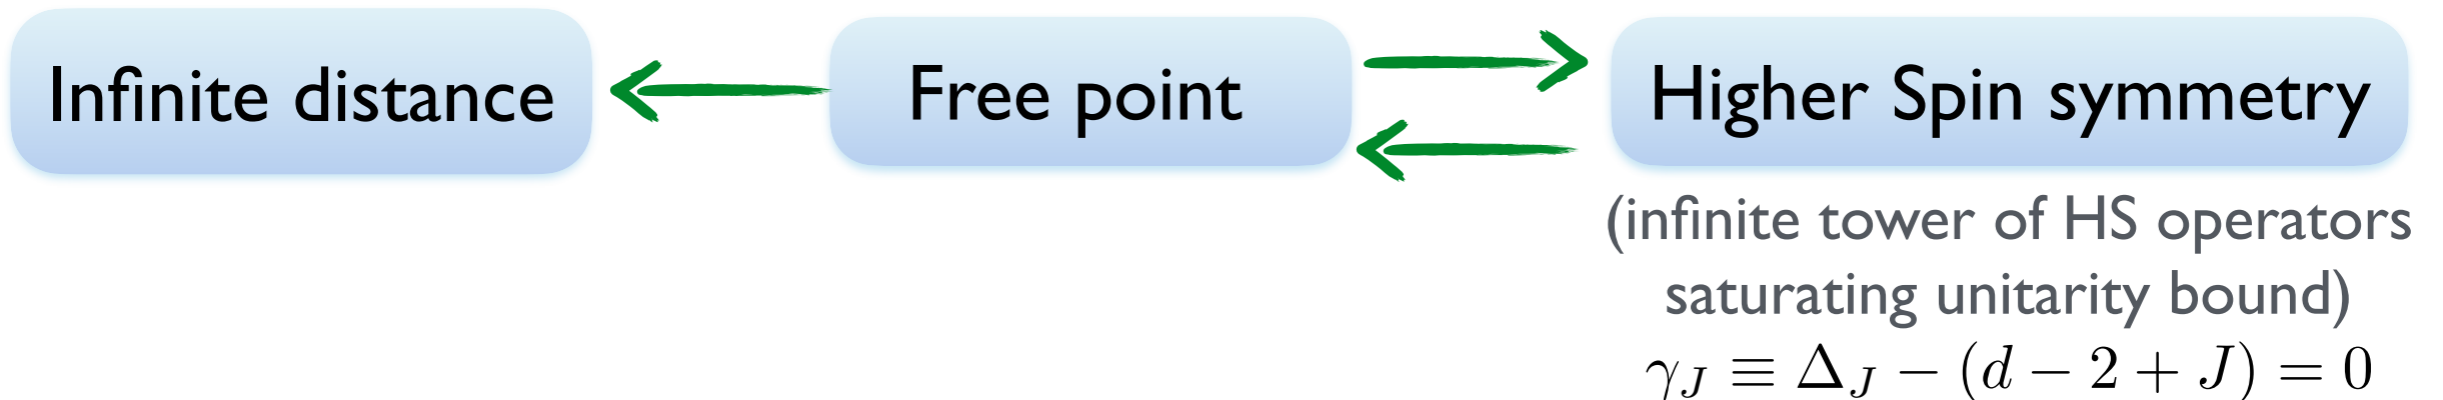 Infinite distance
Free point
Higher Spin symmetry
(infinite tower of HS operators
saturating unitarity bound)
γ_J ≡ Δ_J − (d − 2 + J) = 0